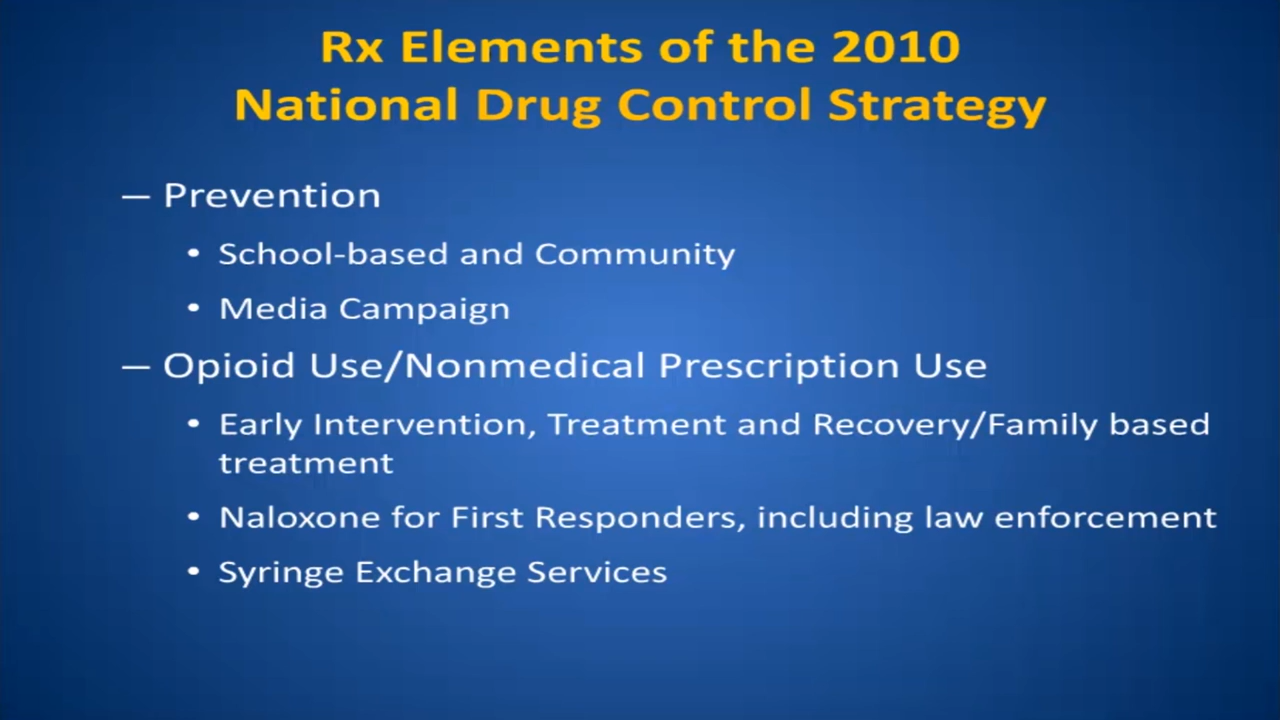 Rx Elements of the 2010
National Drug Control Strategy
– Prevention
• School-based and Community
• Media Campaign
– Opioid Use/Nonmedical Prescription Use
• Early Intervention, Treatment and Recovery/Family based
treatment
• Naloxone for First Responders, including law enforcement
• Syringe Exchange Services